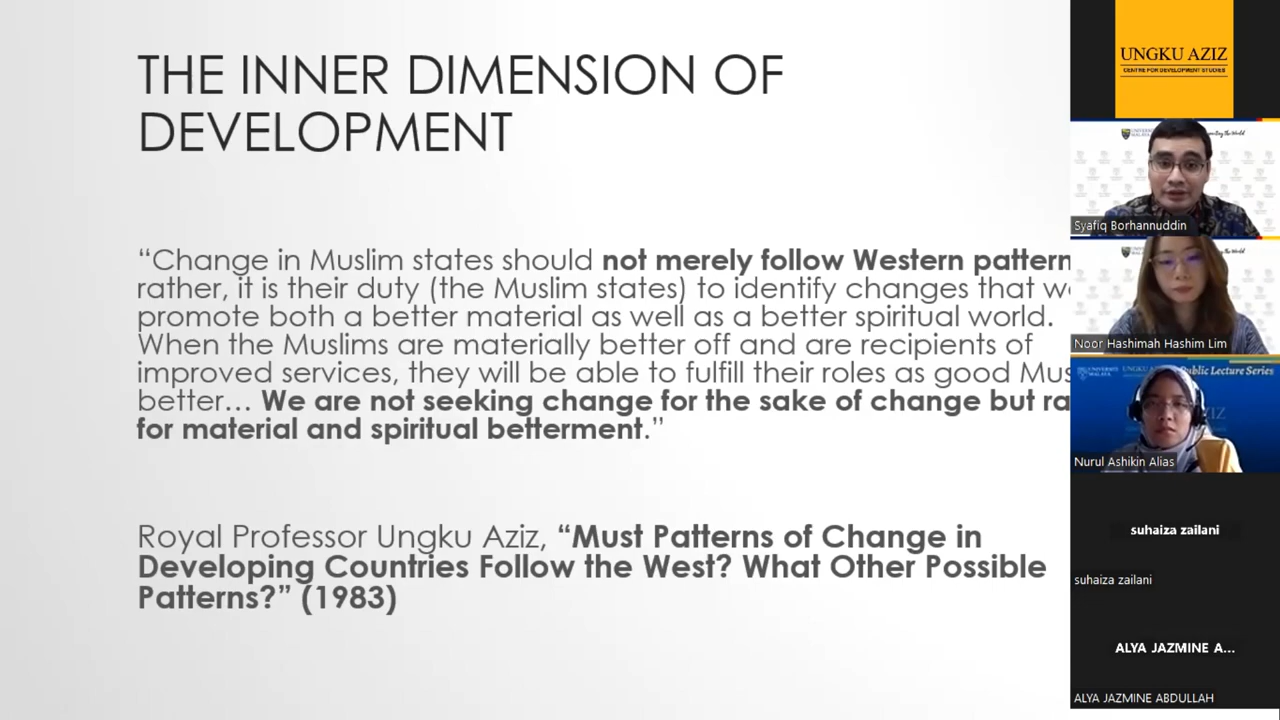 THE INNER DIMENSION OF
DEVELOPMENT
“Change in Muslim states should not merely follow Western pattern
rather, it is their duty (the Muslim states) to identify changes that
promote both a better material as well as a better spiritual world.
When the Muslims are materially better off and are recipients of
improved services, they will be able to fulfill their roles as good
better… We are not seeking change for the sake of change but
for material and spiritual betterment.”
Royal Professor Ungku Aziz, “Must Patterns of Change in
Developing Countries Follow the West? What Other Possible
Patterns?” (1983)
UNGKU AZIZ
CENTRE FOR DEVELOPMENT STUDIES
Syafiq Borhannuddin
Noor Hashimah Hashim Lim
Public Lecture Series
Nurul Ashikin Alias
suhaiza zailani
suhaiza zailani
ALYA JAZMINE A...
ALYA JAZMINE ABDULLAH